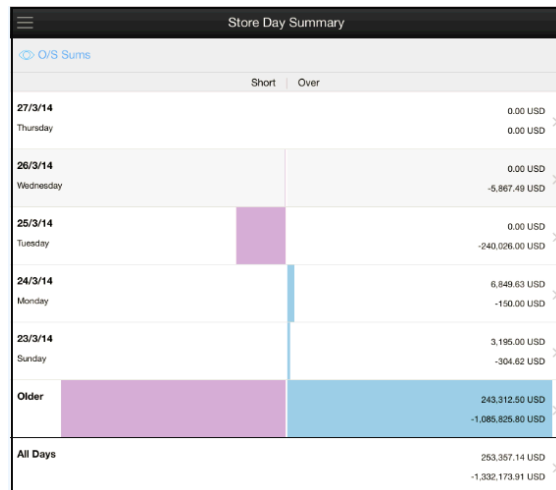 Store Day Summary
O/S Sums
Short Over
27/3/14 0.00 USD
Thursday 0.00 USD
26/3/14 0.00 USD
Wednesday -5,867.49 USD
25/3/14 0.00 USD
Tuesday -240,026.00 USD
24/3/14 6,849.63 USD
Monday -150.00 USD
23/3/14 3,195.00 USD
Sunday -304.62 USD
Older 243,312.50 USD
-1,085,825.80 USD
All Days 253,357.14 USD
-1,332,173.91 USD